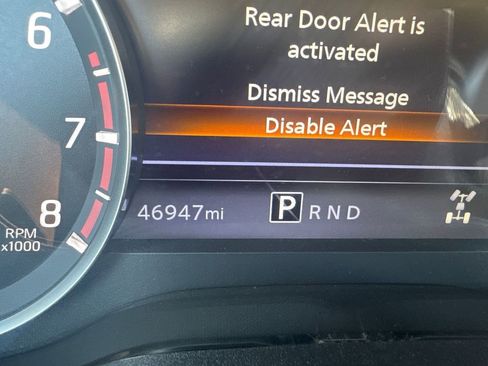 Rear Door Alert is
activated
Dismiss Message
Disable Alert
6
7
8
RPM
x1000
46947mi
P R N D